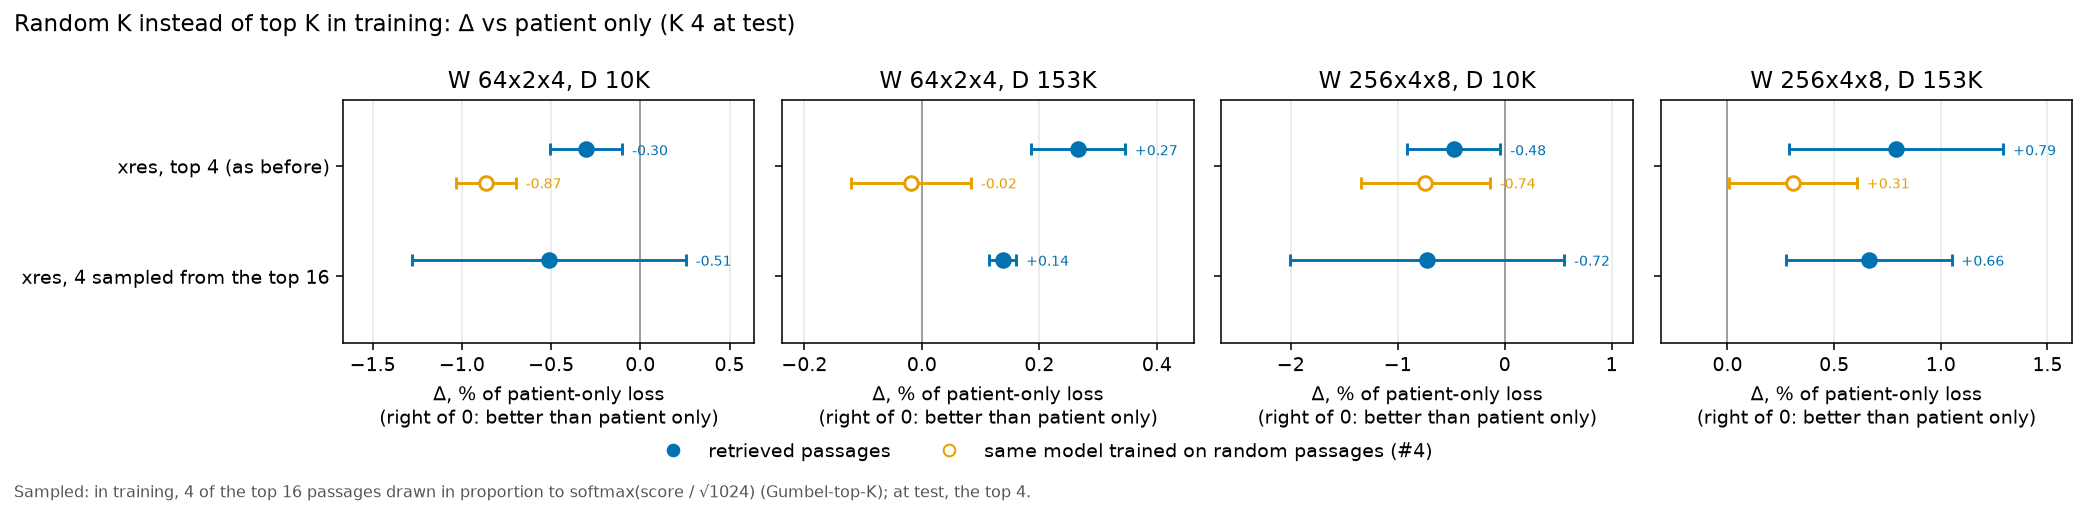 Random K instead of top K in training: Δ vs patient only (K 4 at test)
W 64x2x4, D 10K
W 64x2x4, D 153K
W 256x4x8, D 10K
W 256x4x8, D 153K
xres, top 4 (as before)
xres, 4 sampled from the top 16
-0.30
-0.87
-0.51
+0.27
-0.02
+0.14
-0.48
-0.74
-0.72
+0.79
+0.31
+0.66
−1.5 −1.0 −0.5 0.0 0.5
−0.2 0.0 0.2 0.4
−2 −1 0 1
0.0 0.5 1.0 1.5
Δ, % of patient-only loss
(right of 0: better than patient only)
Δ, % of patient-only loss
(right of 0: better than patient only)
Δ, % of patient-only loss
(right of 0: better than patient only)
Δ, % of patient-only loss
(right of 0: better than patient only)
retrieved passages
same model trained on random passages (#4)
Sampled: in training, 4 of the top 16 passages drawn in proportion to softmax(score / √1024) (Gumbel-top-K); at test, the top 4.